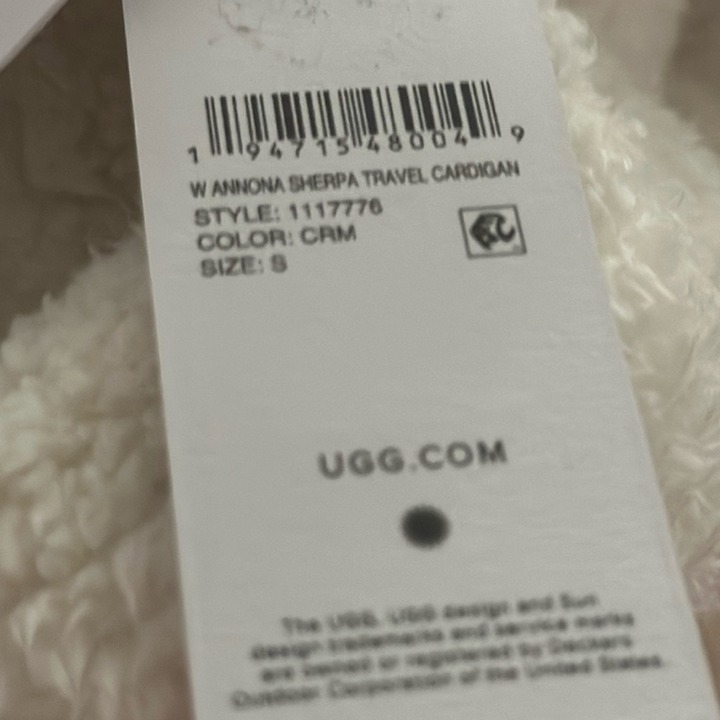 1 94715 48004 9
W ANNONA SHERPA TRAVEL CARDIGAN
STYLE: 1117776
COLOR: CRM
SIZE: S
UGG.COM
The UGG, UGG design and Sun
design trademarks and service marks
are owned or registered by Deckers
Outdoor Corporation of the United States.